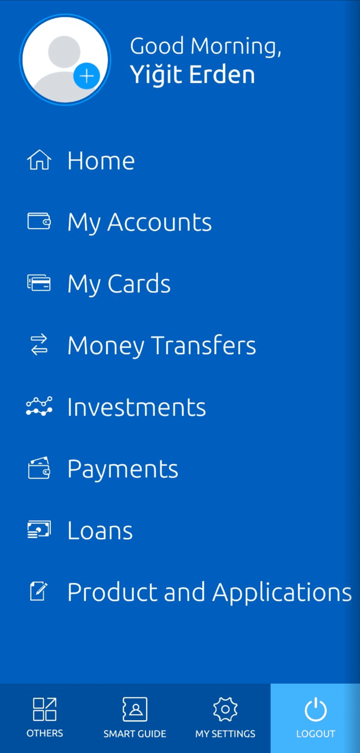 Good Morning,
Yiğit Erden
Home
My Accounts
My Cards
Money Transfers
Investments
Payments
Loans
Product and Applications
OTHERS
SMART GUIDE
MY SETTINGS
LOGOUT